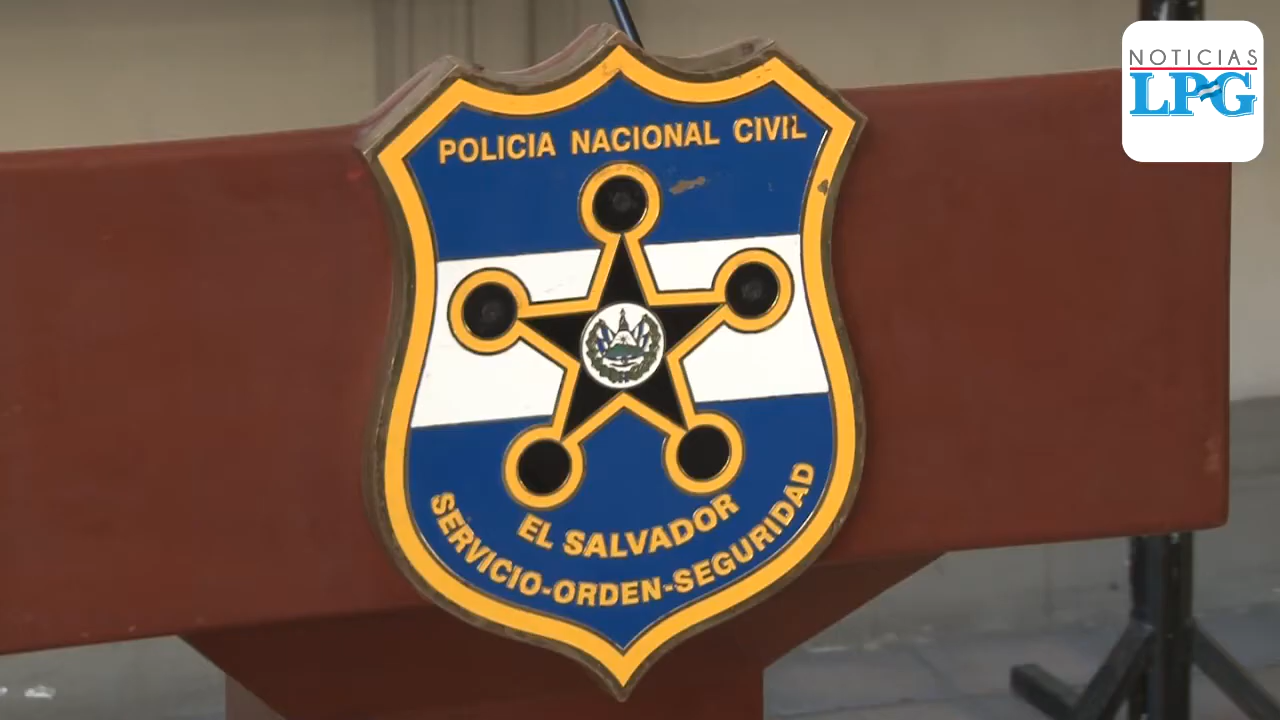 NOTICIAS
LPG
POLICIA NACIONAL CIVIL
EL SALVADOR
SERVICIO-ORDEN-SEGURIDAD